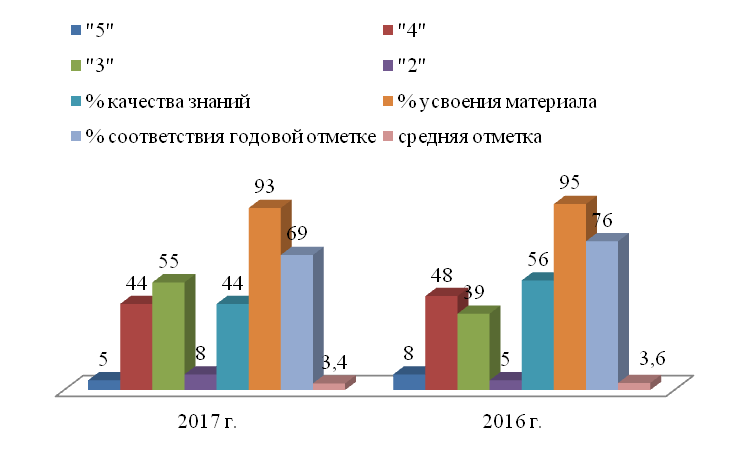 "5" "4"
"3" "2"
% качества знаний % усвоения материала
% соответствия годовой отметке средняя отметка
93 95
69 76
55 56
44 44 48 39
5 8 3,4 8 5 3,6
2017 г. 2016 г.